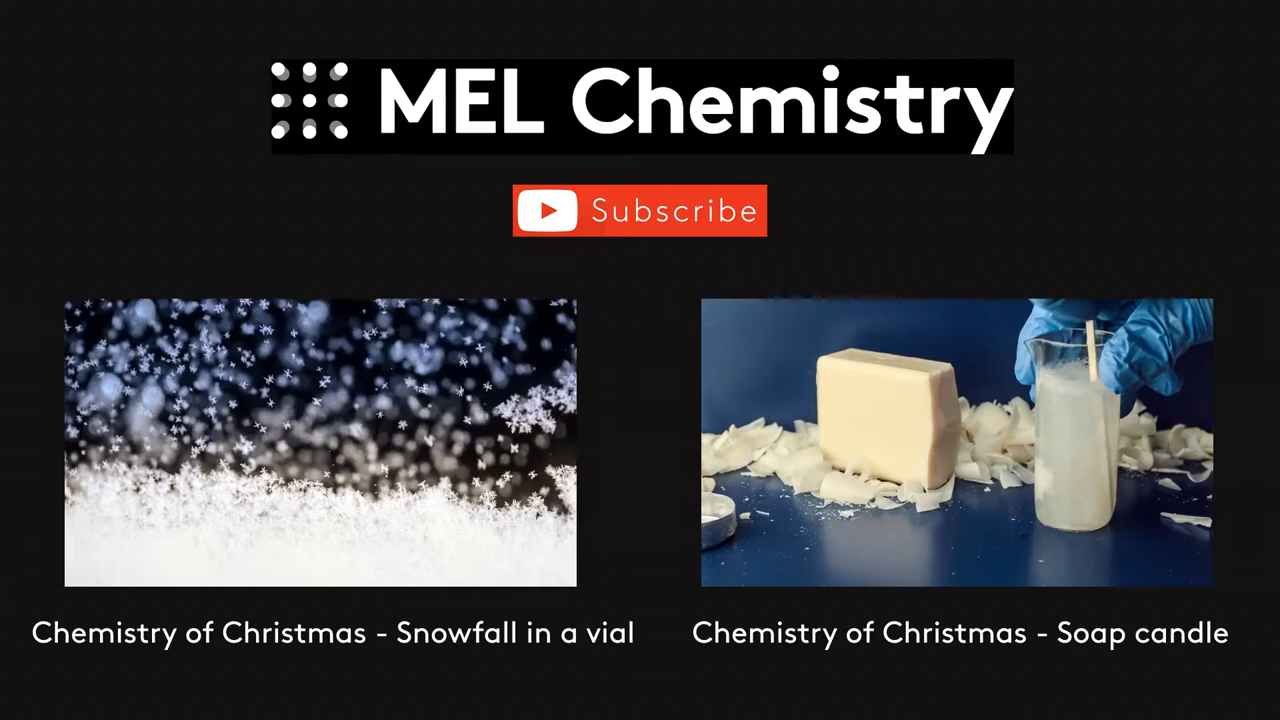 MEL Chemistry
Subscribe
Chemistry of Christmas - Snowfall in a vial
Chemistry of Christmas - Soap candle